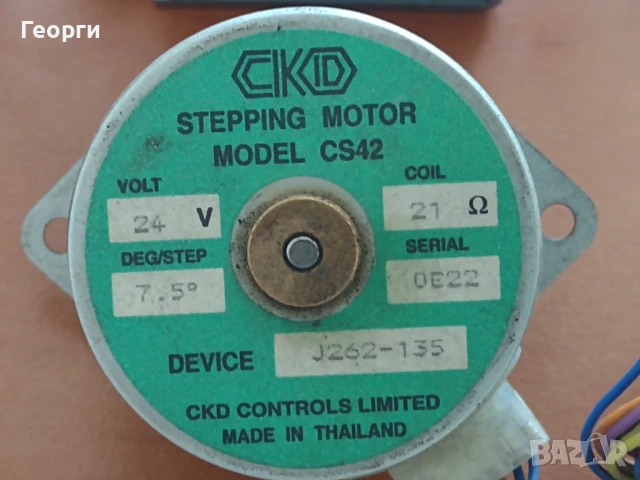 Георги
CKD
STEPPING MOTOR
MODEL CS42
VOLT
24 V
COIL
21 Ω
DEG/STEP
7.5°
SERIAL
0E22
DEVICE J262-135
CKD CONTROLS LIMITED
MADE IN THAILAND
BAZAR